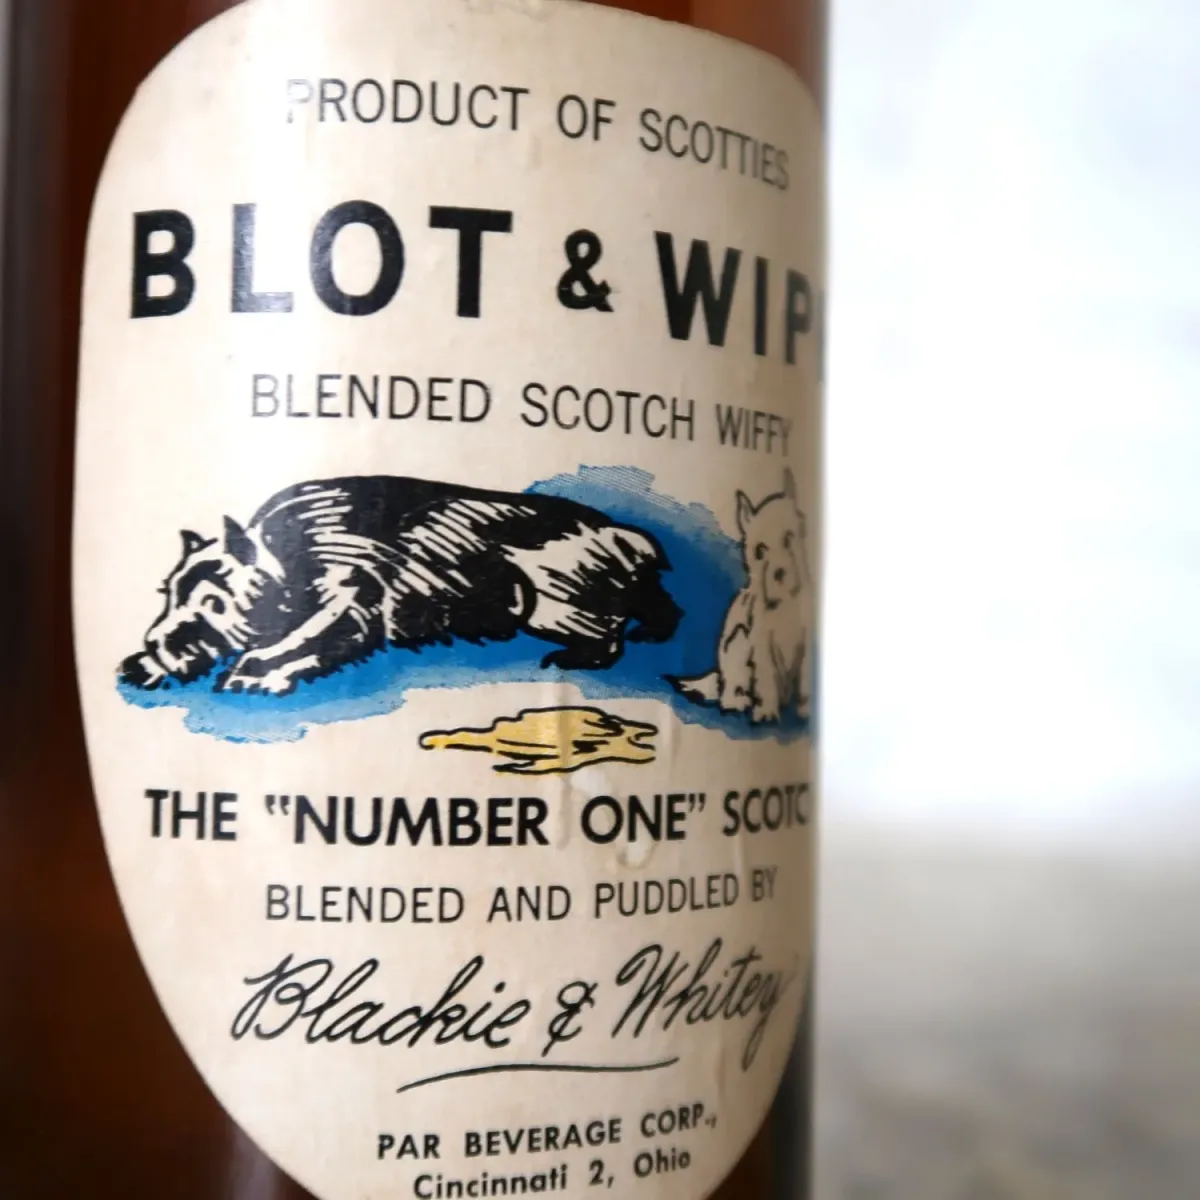 PRODUCT OF SCOTTIES
BLOT & WIP
BLENDED SCOTCH WIFFY
THE "NUMBER ONE" SCOTC
BLENDED AND PUDDLED BY
Blackie & Whitey
PAR BEVERAGE CORP.,
Cincinnati 2, Ohio